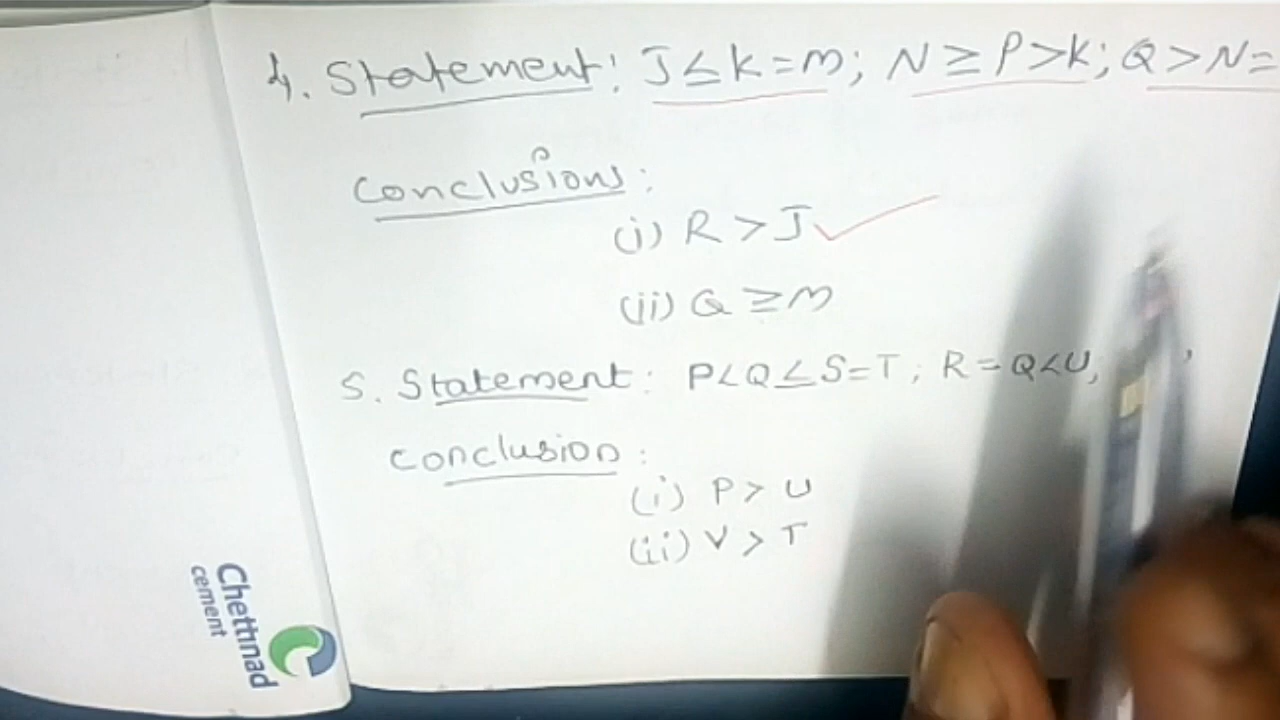 4. Statement: J ≤ K = M; N ≥ P > K; Q > N =
Conclusions:
(i) R > J ✓
(ii) Q ≥ M
5. Statement: P < Q ≤ S = T; R = Q < U,
Conclusion:
(i) P > U
(ii) V > T
Chettinad
cement